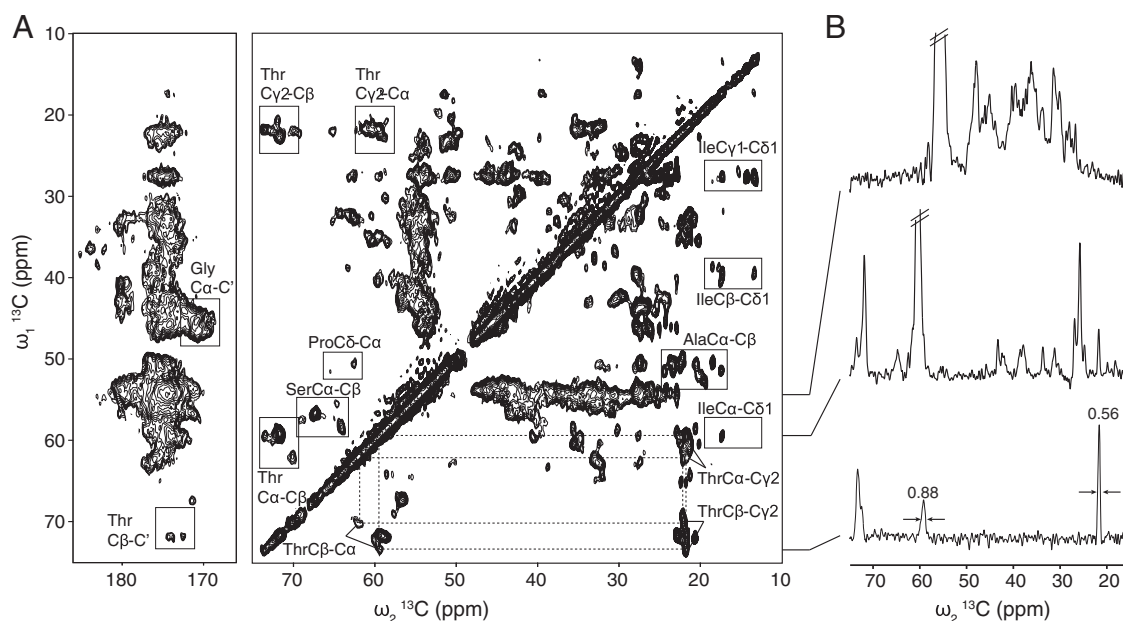 A
B
10
20
30
40
50
60
70
ω₁ ¹³C (ppm)
Thr
Cγ2-Cβ
Thr
Cγ2-Cα
IleCγ1-Cδ1
IleCβ-Cδ1
Gly
Cα-C'
ProCδ-Cα
AlaCα-Cβ
SerCα-Cβ
IleCα-Cδ1
Thr
Cα-Cβ
ThrCα-Cγ2
ThrCβ-Cγ2
Thr
Cβ-C'
ThrCβ-Cα
180
170
70
60
50
40
30
20
10
ω₂ ¹³C (ppm)
0.56
0.88
70
60
50
40
30
20
ω₂ ¹³C (ppm)